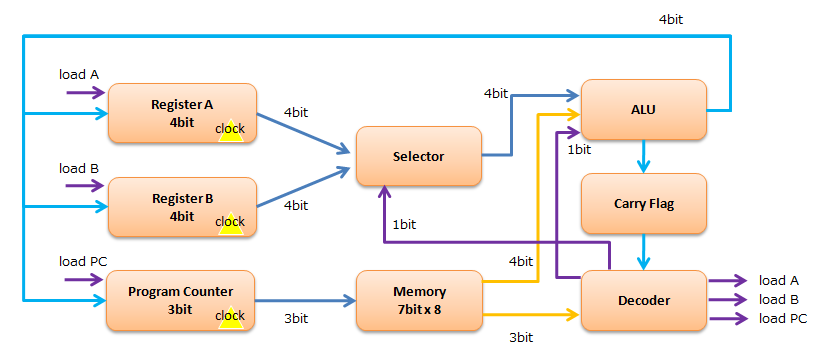 4bit
load A
Register A
4bit
clock
4bit
4bit
ALU
1bit
load B
Register B
4bit
clock
4bit
Selector
1bit
Carry Flag
load PC
Program Counter
3bit
clock
3bit
Memory
7bit x 8
4bit
3bit
Decoder
load A
load B
load PC